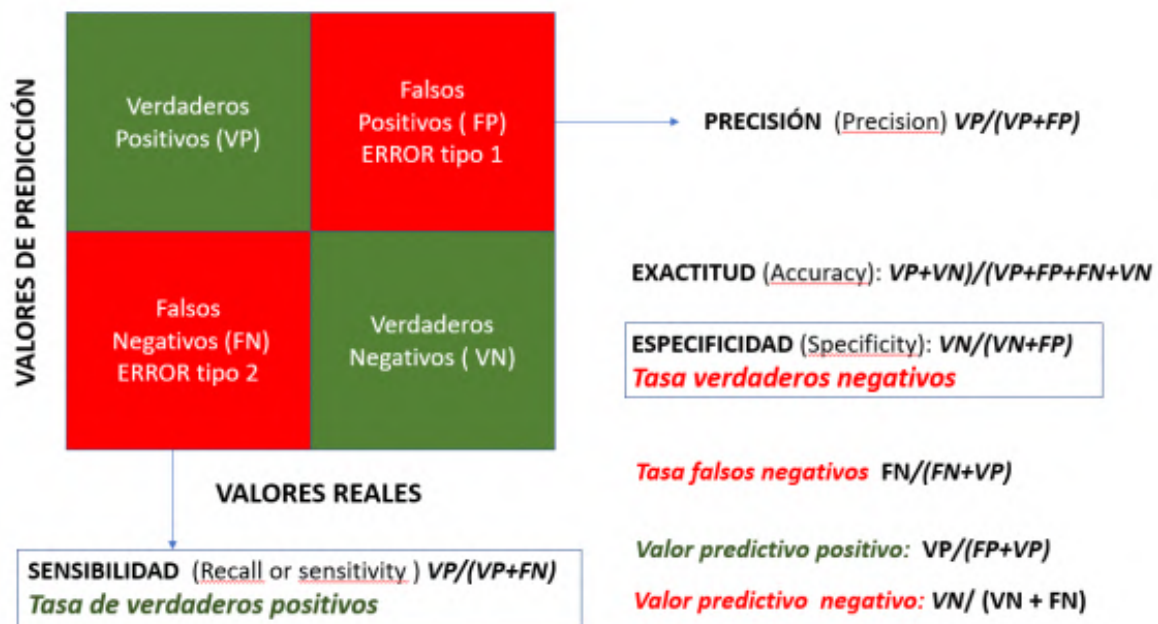 VALORES DE PREDICCIÓN
Verdaderos
Positivos (VP)
Falsos
Positivos ( FP)
ERROR tipo 1
Falsos
Negativos (FN)
ERROR tipo 2
Verdaderos
Negativos ( VN)
VALORES REALES
SENSIBILIDAD (Recall or sensitivity ) VP/(VP+FN)
Tasa de verdaderos positivos
PRECISIÓN (Precision) VP/(VP+FP)
EXACTITUD (Accuracy): VP+VN)/(VP+FP+FN+VN
ESPECIFICIDAD (Specificity): VN/(VN+FP)
Tasa verdaderos negativos
Tasa falsos negativos FN/(FN+VP)
Valor predictivo positivo: VP/(FP+VP)
Valor predictivo negativo: VN/ (VN + FN)